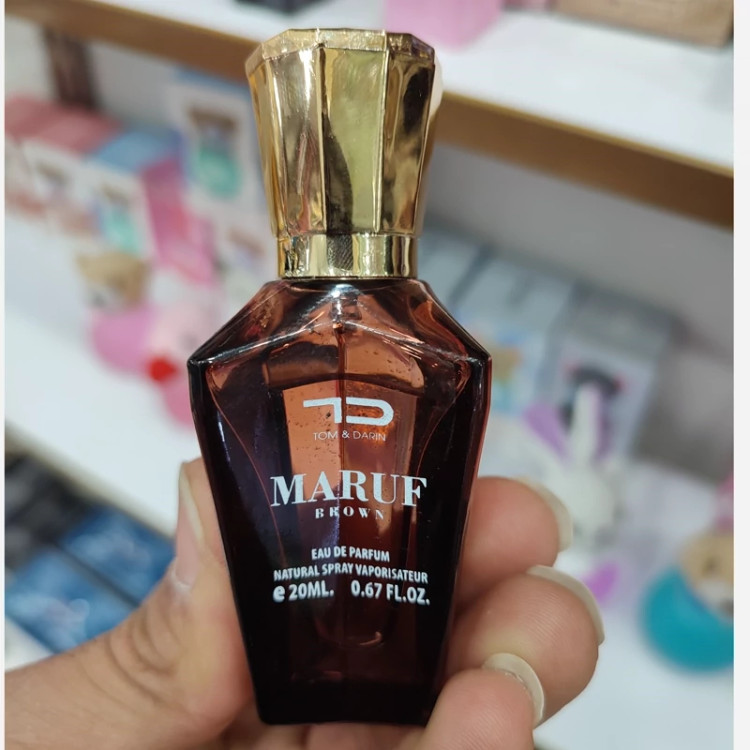 TD
TOM & DARIN
MARUF
BROWN
EAU DE PARFUM
NATURAL SPRAY VAPORISATEUR
e 20ML. 0.67 FL.OZ.